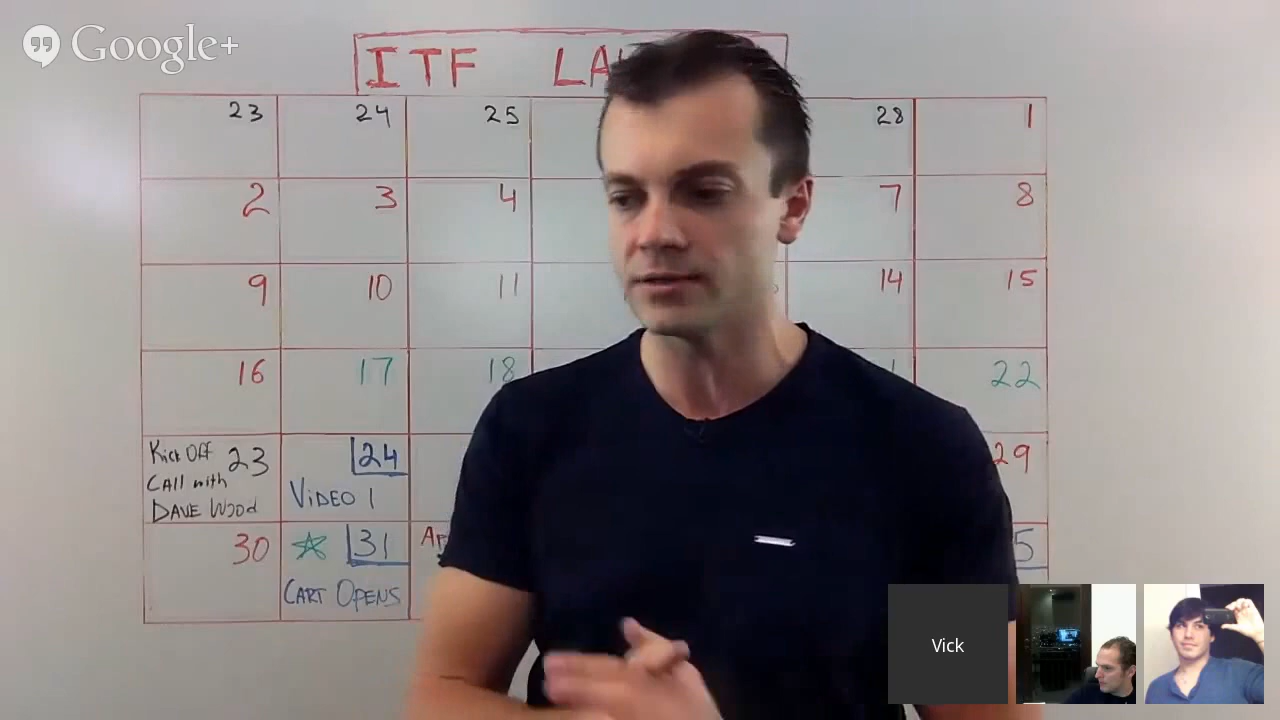 Google+
ITF LA
23 24 25 28 1
2 3 4 7 8
9 10 11 14 15
16 17 18 22
Kick Off 23 24 29
Call with
Dave Wood
Video 1
30 31 5
Cart Opens
Vick